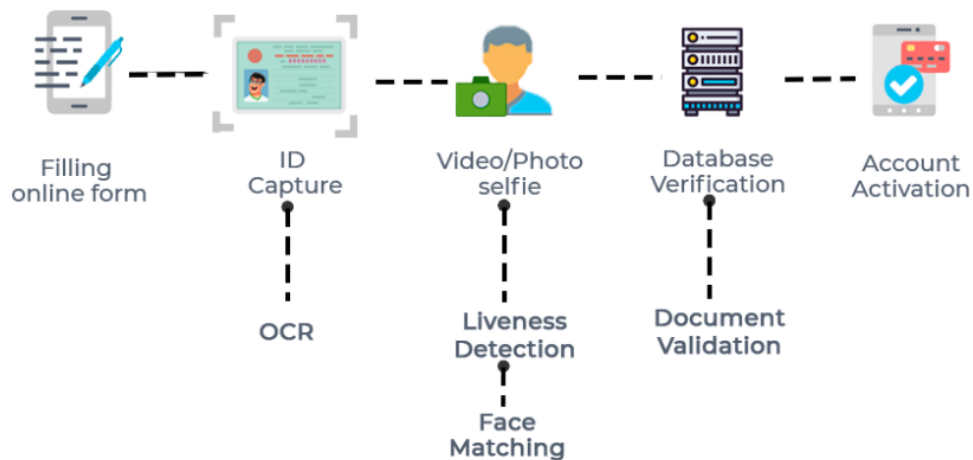 Filling
online form
ID
Capture
Video/Photo
selfie
Database
Verification
Account
Activation
OCR
Liveness
Detection
Document
Validation
Face
Matching